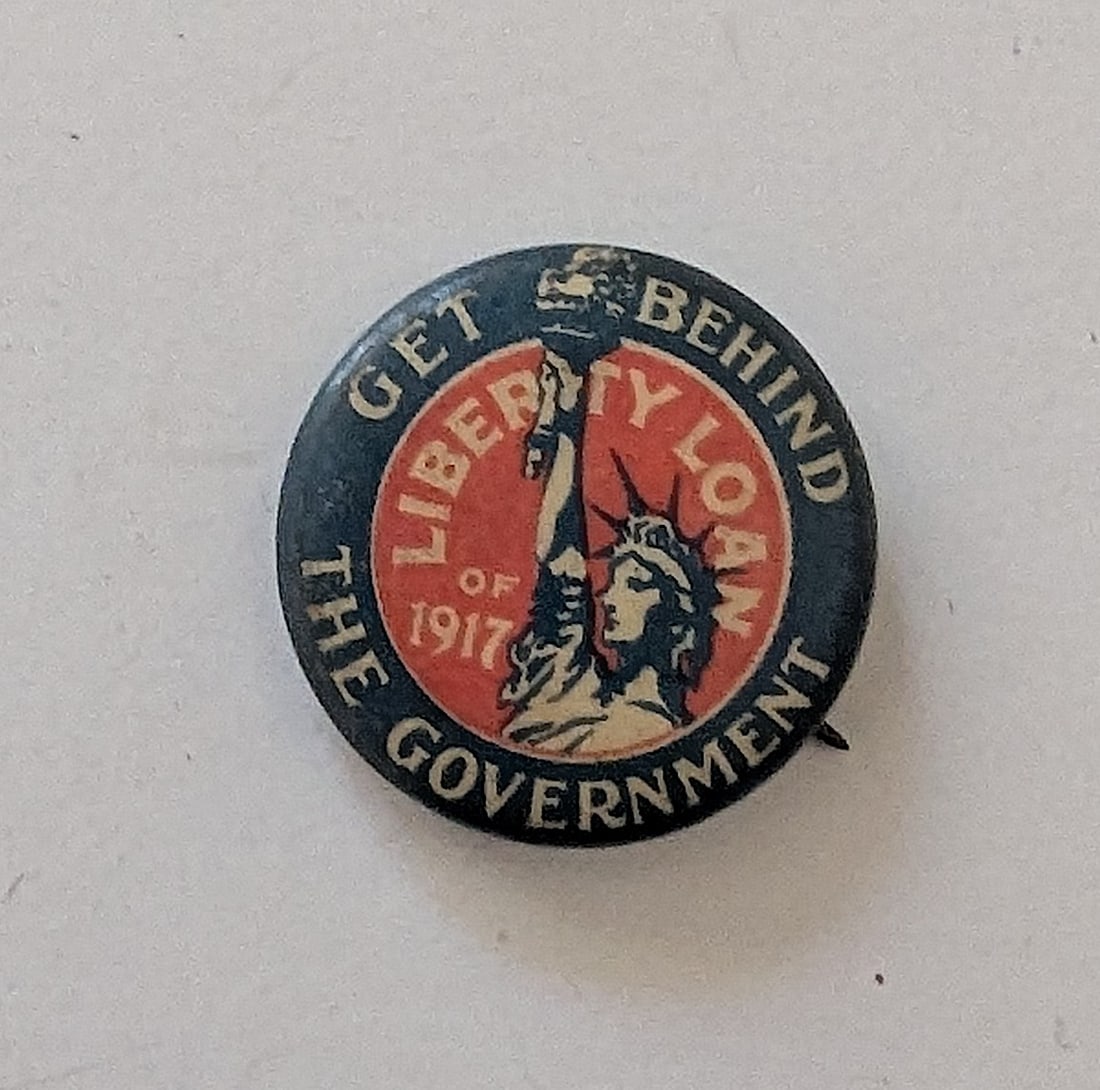 GET BEHIND
THE GOVERNMENT
LIBERTY LOAN
OF
1917